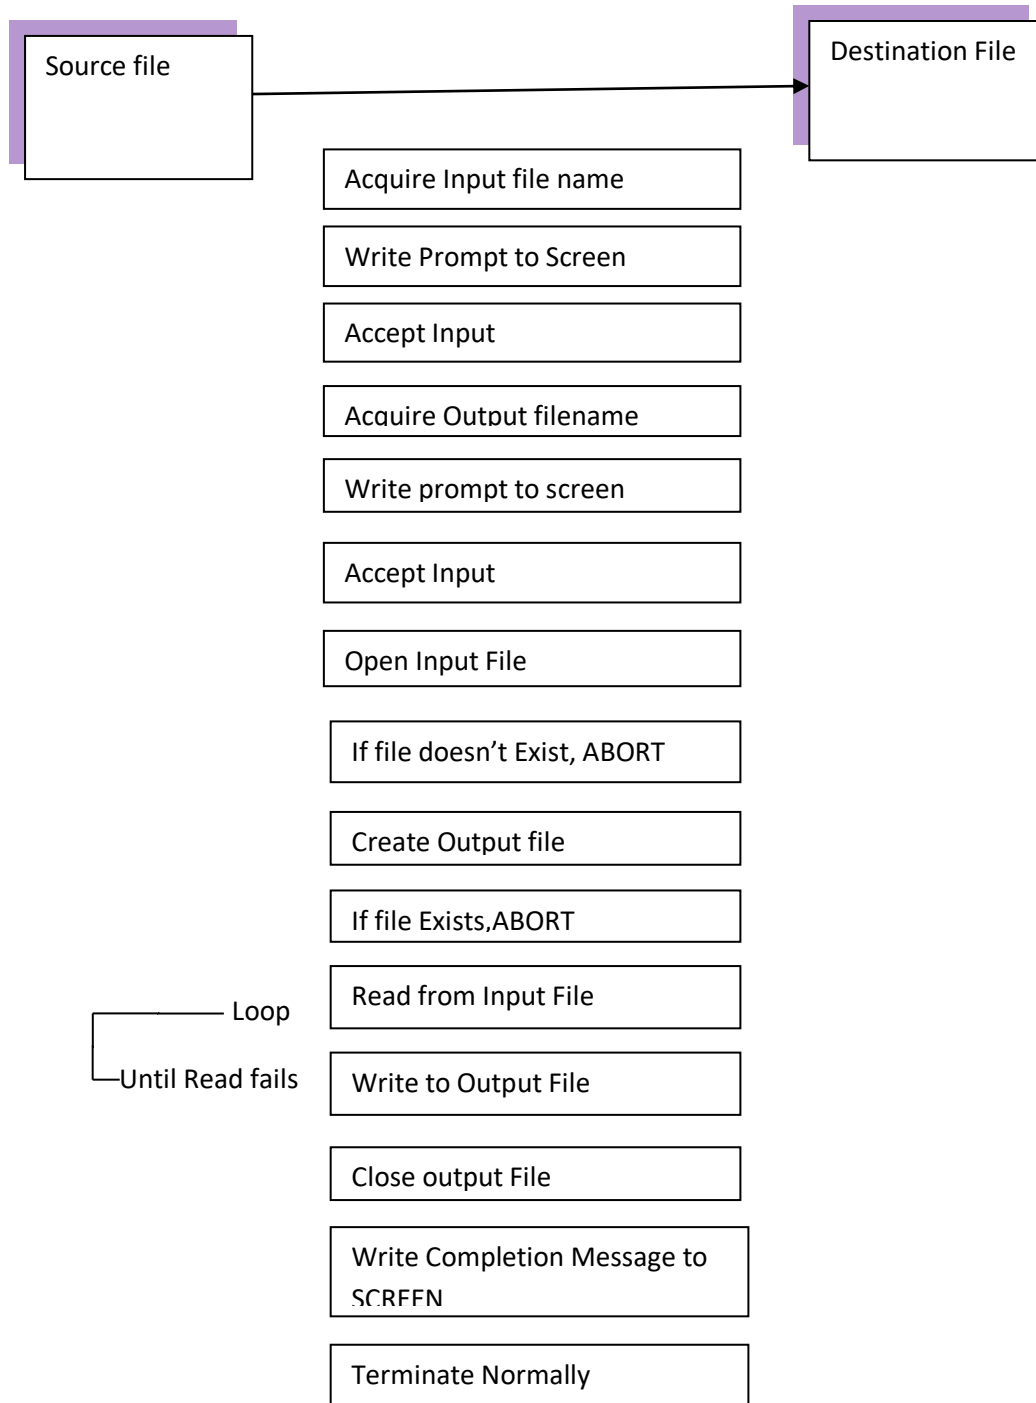 Source file
Destination File
Acquire Input file name
Write Prompt to Screen
Accept Input
Acquire Output filename
Write prompt to screen
Accept Input
Open Input File
If file doesn’t Exist, ABORT
Create Output file
If file Exists,ABORT
Loop
Read from Input File
Until Read fails
Write to Output File
Close output File
Write Completion Message to
SCREEN
Terminate Normally